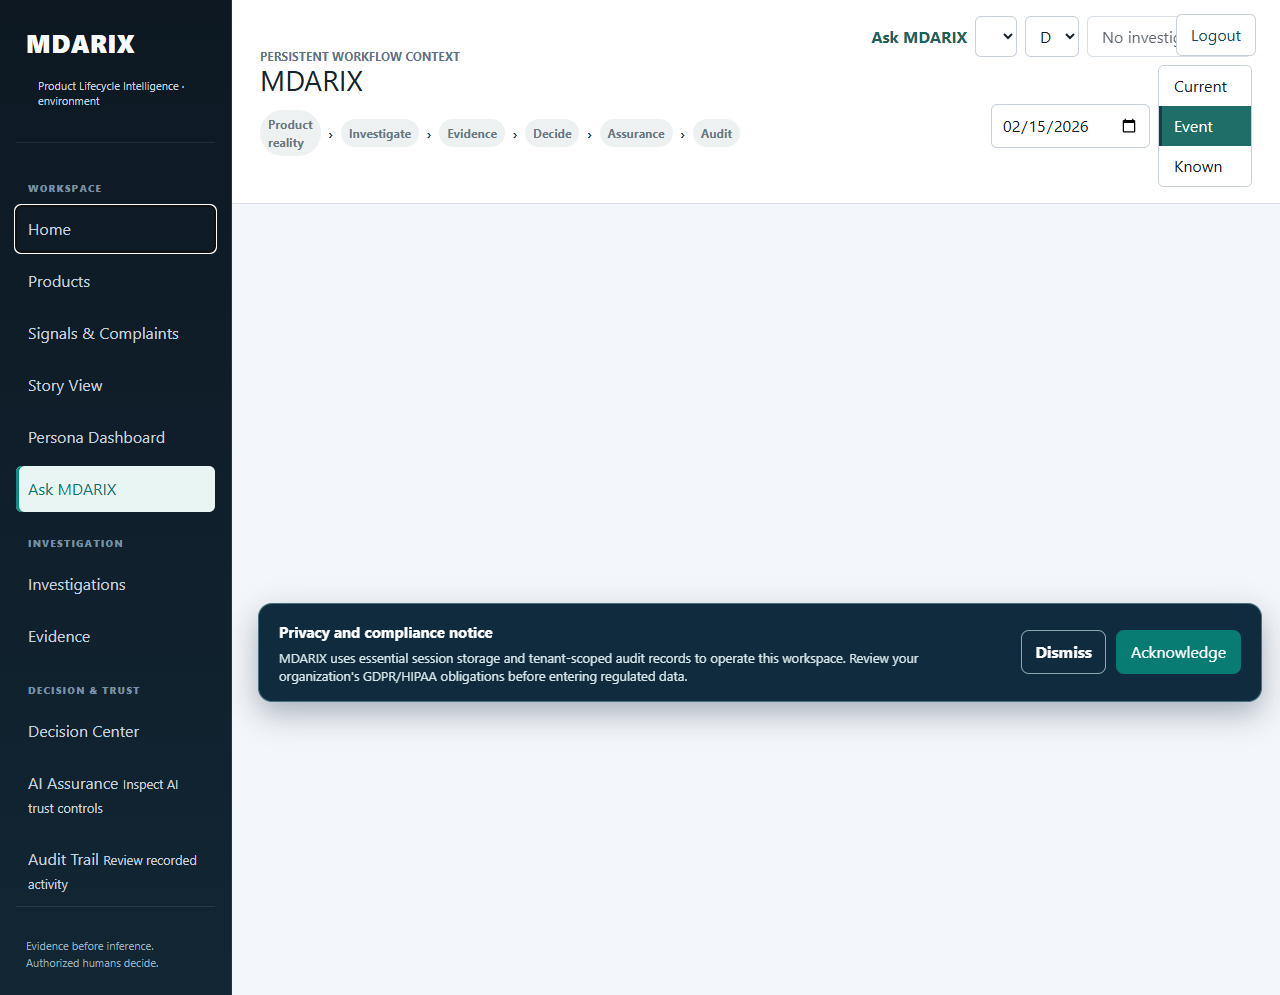 MDARIX
Product Lifecycle Intelligence ·
environment
WORKSPACE
Home
Products
Signals & Complaints
Story View
Persona Dashboard
Ask MDARIX
INVESTIGATION
Investigations
Evidence
DECISION & TRUST
Decision Center
AI Assurance Inspect AI
trust controls
Audit Trail Review recorded
activity
Evidence before inference.
Authorized humans decide.
PERSISTENT WORKFLOW CONTEXT
MDARIX
Product
reality
›
Investigate
›
Evidence
›
Decide
›
Assurance
›
Audit
Ask MDARIX
D
No investig
Logout
02/15/2026
Current
Event
Known
Privacy and compliance notice
MDARIX uses essential session storage and tenant-scoped audit records to operate this workspace. Review your
organization's GDPR/HIPAA obligations before entering regulated data.
Dismiss
Acknowledge